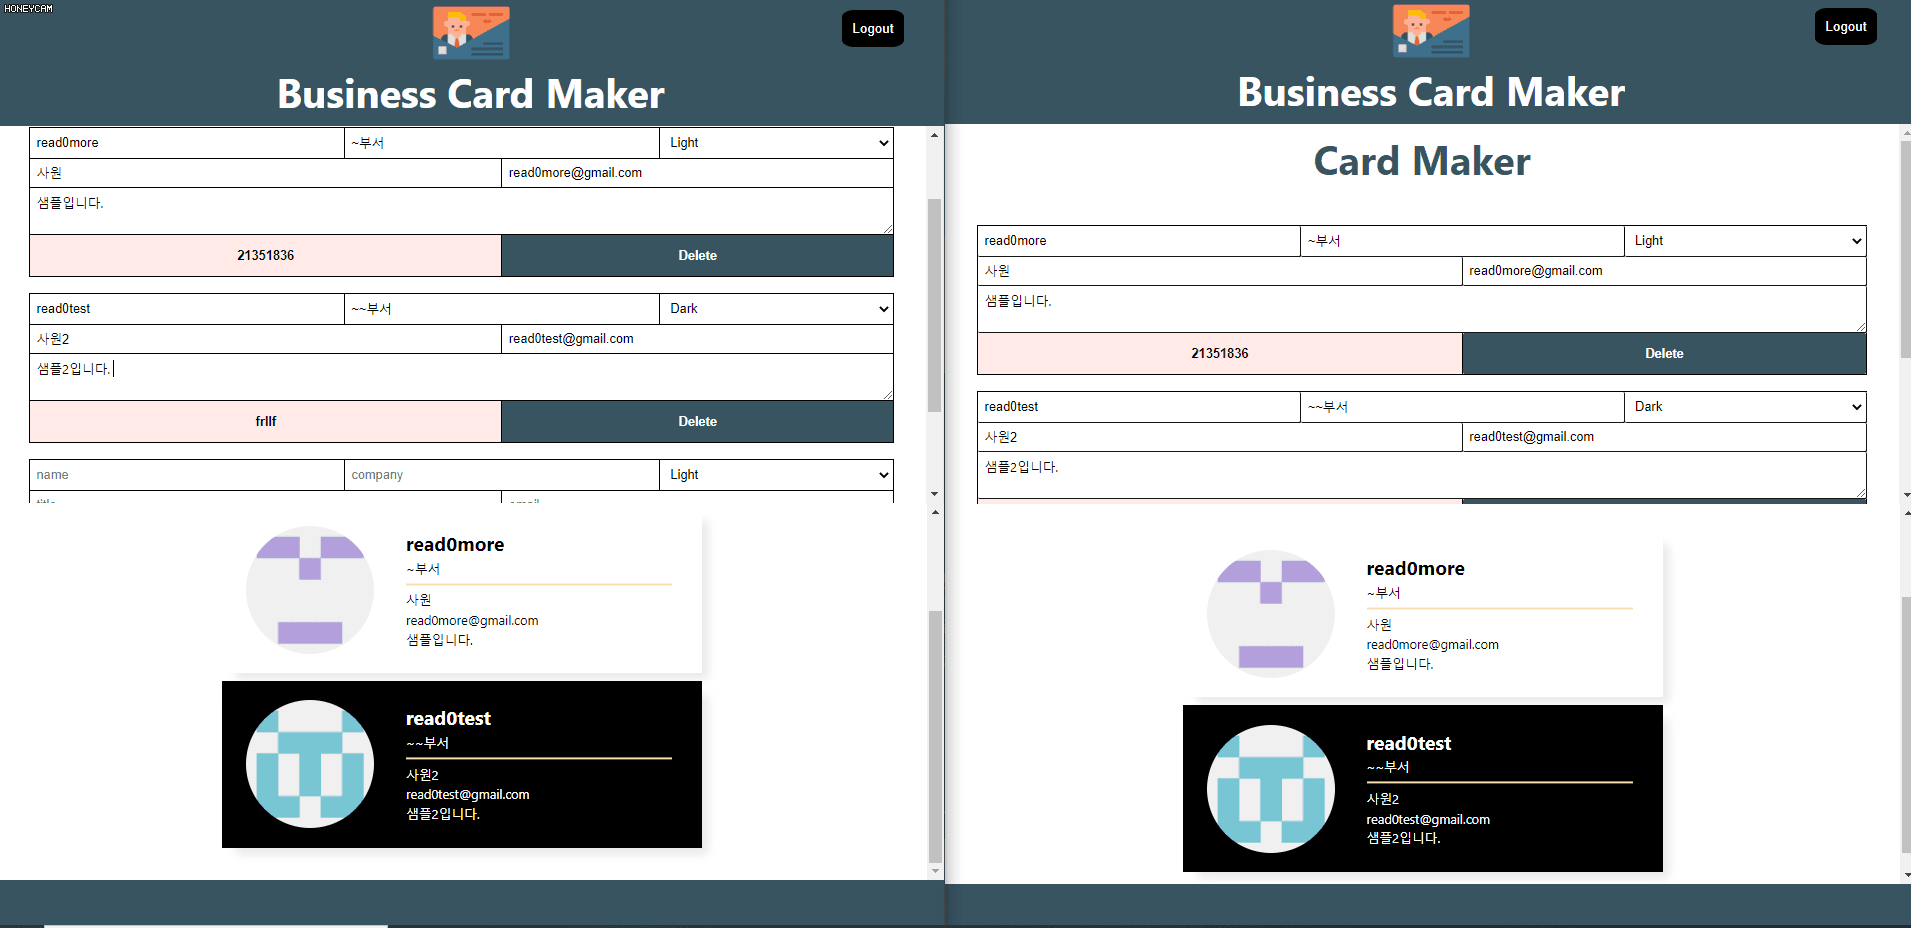 HONEYCAM
Logout
Business Card Maker
read0more ~부서 Light
사원 read0more@gmail.com
샘플입니다.
21351836 Delete
read0test ~~부서 Dark
사원2 read0test@gmail.com
샘플2입니다.
frllf Delete
name company Light
title email
read0more
~부서
사원
read0more@gmail.com
샘플입니다.
read0test
~~부서
사원2
read0test@gmail.com
샘플2입니다.
Logout
Business Card Maker
Card Maker
read0more ~부서 Light
사원 read0more@gmail.com
샘플입니다.
21351836 Delete
read0test ~~부서 Dark
사원2 read0test@gmail.com
샘플2입니다.
read0more
~부서
사원
read0more@gmail.com
샘플입니다.
read0test
~~부서
사원2
read0test@gmail.com
샘플2입니다.